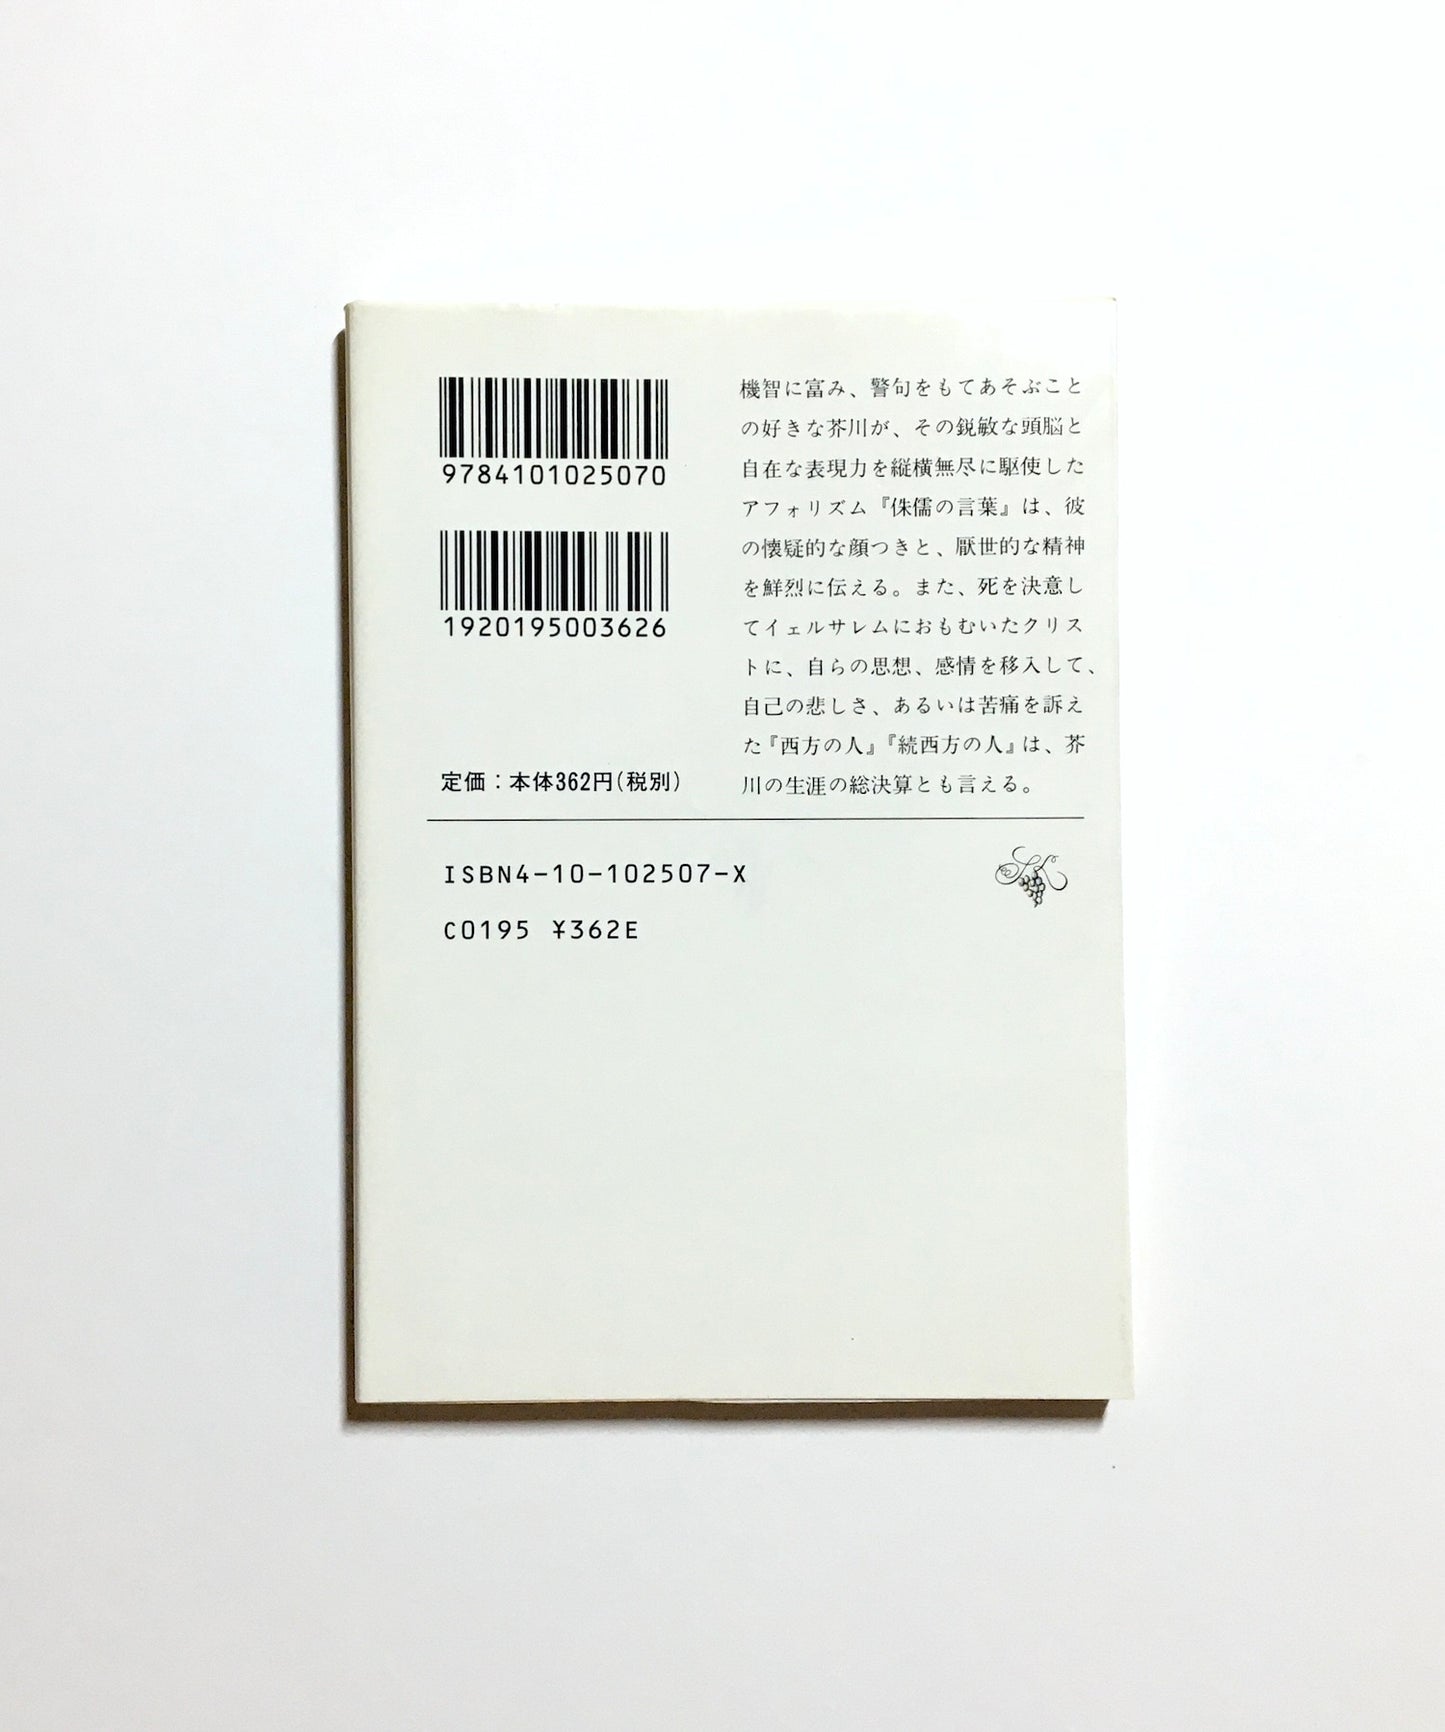 9784101025070
1920195003626
定価：本体362円(税別)
機智に富み、警句をもてあそぶこと
の好きな芥川が、その鋭敏な頭脳と
自在な表現力を縦横無尽に駆使した
アフォリズム『侏儒の言葉』は、彼
の懐疑的な顔つきと、厭世的な精神
を鮮烈に伝える。また、死を決意し
てイェルサレムにおもむいたクリス
トに、自らの思想、感情を移入して、
自己の悲しさ、あるいは苦痛を訴え
た『西方の人』『続西方の人』は、芥
川の生涯の総決算とも言える。
ISBN4-10-102507-X
C0195 ¥362E